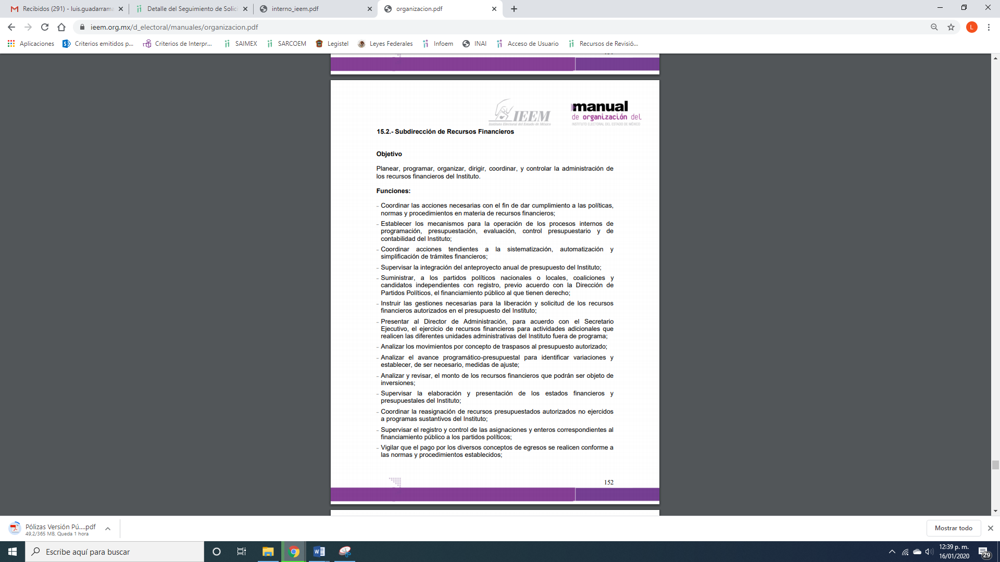 Recibidos (291) - luis.guadarrama
Detalle del Seguimiento de Solici
interno_ieem.pdf
organizacion.pdf
ieem.org.mx/d_electoral/manuales/organizacion.pdf
L
Aplicaciones
Criterios emitidos p...
Criterios de Interpr...
SAIMEX
SARCOEM
Legistel
Leyes Federales
Infoem
INAI
Acceso de Usuario
Recursos de Revisió...
IEEM
Instituto Electoral del Estado de México
manual
de organización del
INSTITUTO ELECTORAL DEL ESTADO DE MÉXICO
15.2.- Subdirección de Recursos Financieros
Objetivo
Planear, programar, organizar, dirigir, coordinar, y controlar la administración de
los recursos financieros del Instituto.
Funciones:
- Coordinar las acciones necesarias con el fin de dar cumplimiento a las políticas,
normas y procedimientos en materia de recursos financieros;
- Establecer los mecanismos para la operación de los procesos internos de
programación, presupuestación, evaluación, control presupuestario y de
contabilidad del Instituto;
- Coordinar acciones tendientes a la sistematización, automatización y
simplificación de trámites financieros;
- Supervisar la integración del anteproyecto anual de presupuesto del Instituto;
- Suministrar, a los partidos políticos nacionales o locales, coaliciones y
candidatos independientes con registro, previo acuerdo con la Dirección de
Partidos Políticos, el financiamiento público al que tienen derecho;
- Instruir las gestiones necesarias para la liberación y solicitud de los recursos
financieros autorizados en el presupuesto del Instituto;
- Presentar al Director de Administración, para acuerdo con el Secretario
Ejecutivo, el ejercicio de recursos financieros para actividades adicionales que
realicen las diferentes unidades administrativas del Instituto fuera de programa;
- Analizar los movimientos por concepto de traspasos al presupuesto autorizado;
- Analizar el avance programático-presupuestal para identificar variaciones y
establecer, de ser necesario, medidas de ajuste;
- Analizar y revisar, el monto de los recursos financieros que podrán ser objeto de
inversiones;
- Supervisar la elaboración y presentación de los estados financieros y
presupuestales del Instituto;
- Coordinar la reasignación de recursos presupuestados autorizados no ejercidos
a programas sustantivos del Instituto;
- Supervisar el registro y control de las asignaciones y enteros correspondientes al
financiamiento público a los partidos políticos;
- Vigilar que el pago por los diversos conceptos de egresos se realicen conforme a
las normas y procedimientos establecidos;
152
Pólizas Versión Pú....pdf
49,2/365 MB, Queda 1 hora
Mostrar todo
Escribe aquí para buscar
12:39 p. m.
16/01/2020
29